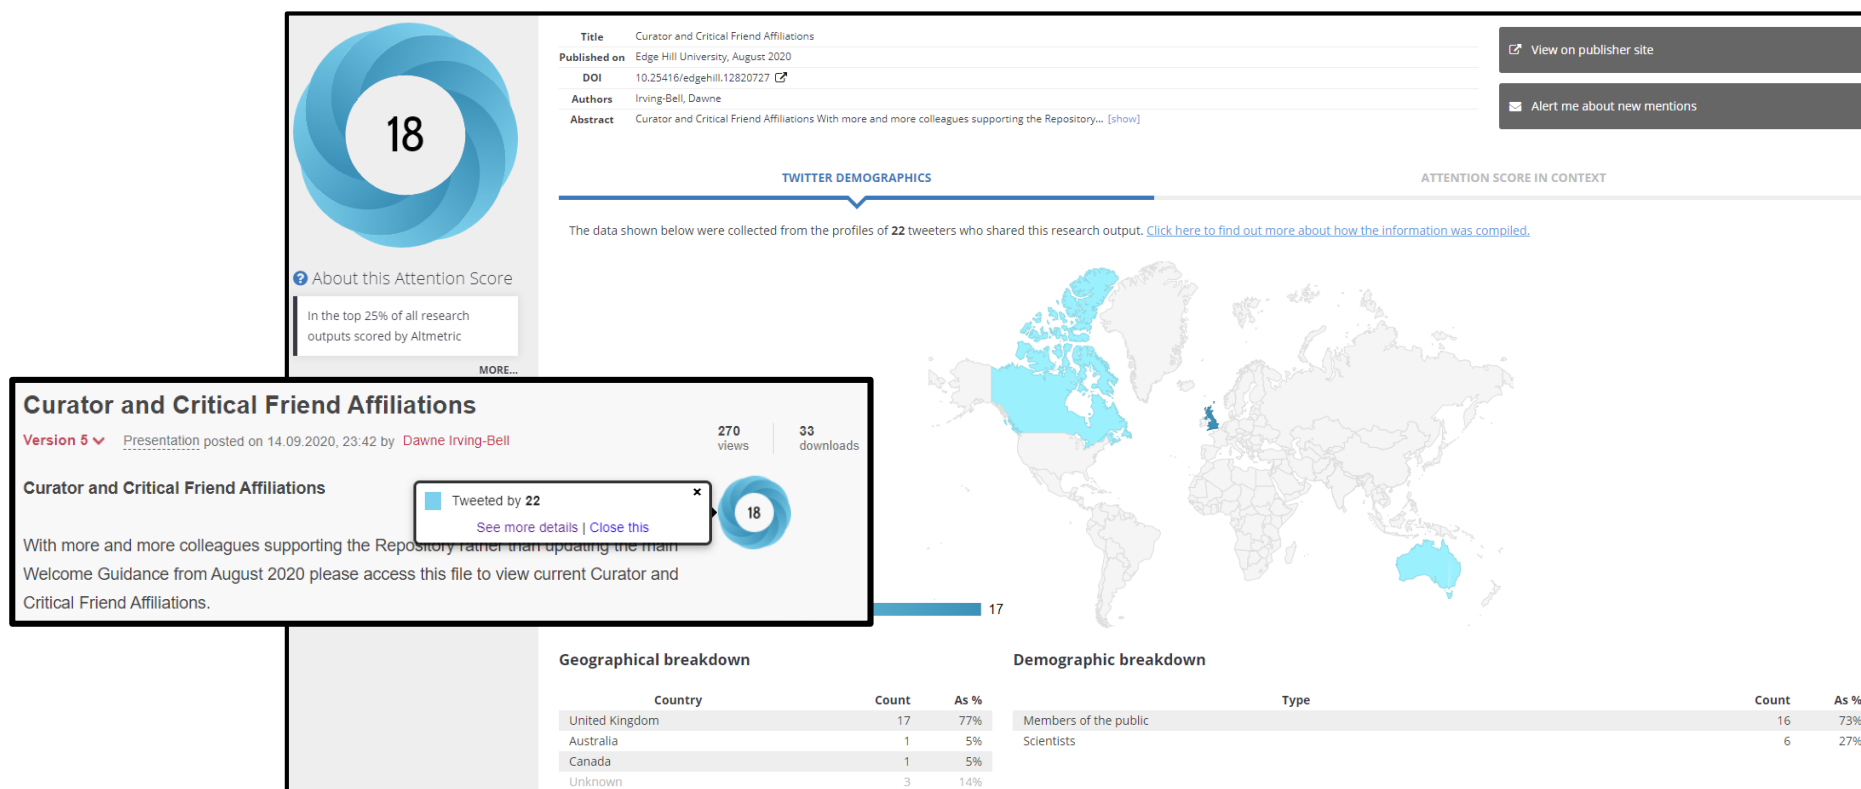 18
About this Attention Score
In the top 25% of all research
outputs scored by Altmetric
MORE...
Title Curator and Critical Friend Affiliations
Published on Edge Hill University, August 2020
DOI 10.25416/edgehill.12820727
Authors Irving-Bell, Dawne
Abstract Curator and Critical Friend Affiliations With more and more colleagues supporting the Repository... [show]
View on publisher site
Alert me about new mentions
TWITTER DEMOGRAPHICS ATTENTION SCORE IN CONTEXT
The data shown below were collected from the profiles of 22 tweeters who shared this research output. Click here to find out more about how the information was compiled.
Curator and Critical Friend Affiliations
Version 5 Presentation posted on 14.09.2020, 23:42 by Dawne Irving-Bell
270 views
33 downloads
Curator and Critical Friend Affiliations
Tweeted by 22
×
See more details | Close this
18
With more and more colleagues supporting the Repository rather than updating the main
Welcome Guidance from August 2020 please access this file to view current Curator and
Critical Friend Affiliations.
17
Geographical breakdown
Country Count As %
United Kingdom 17 77%
Australia 1 5%
Canada 1 5%
Unknown 3 14%
Demographic breakdown
Type Count As %
Members of the public 16 73%
Scientists 6 27%